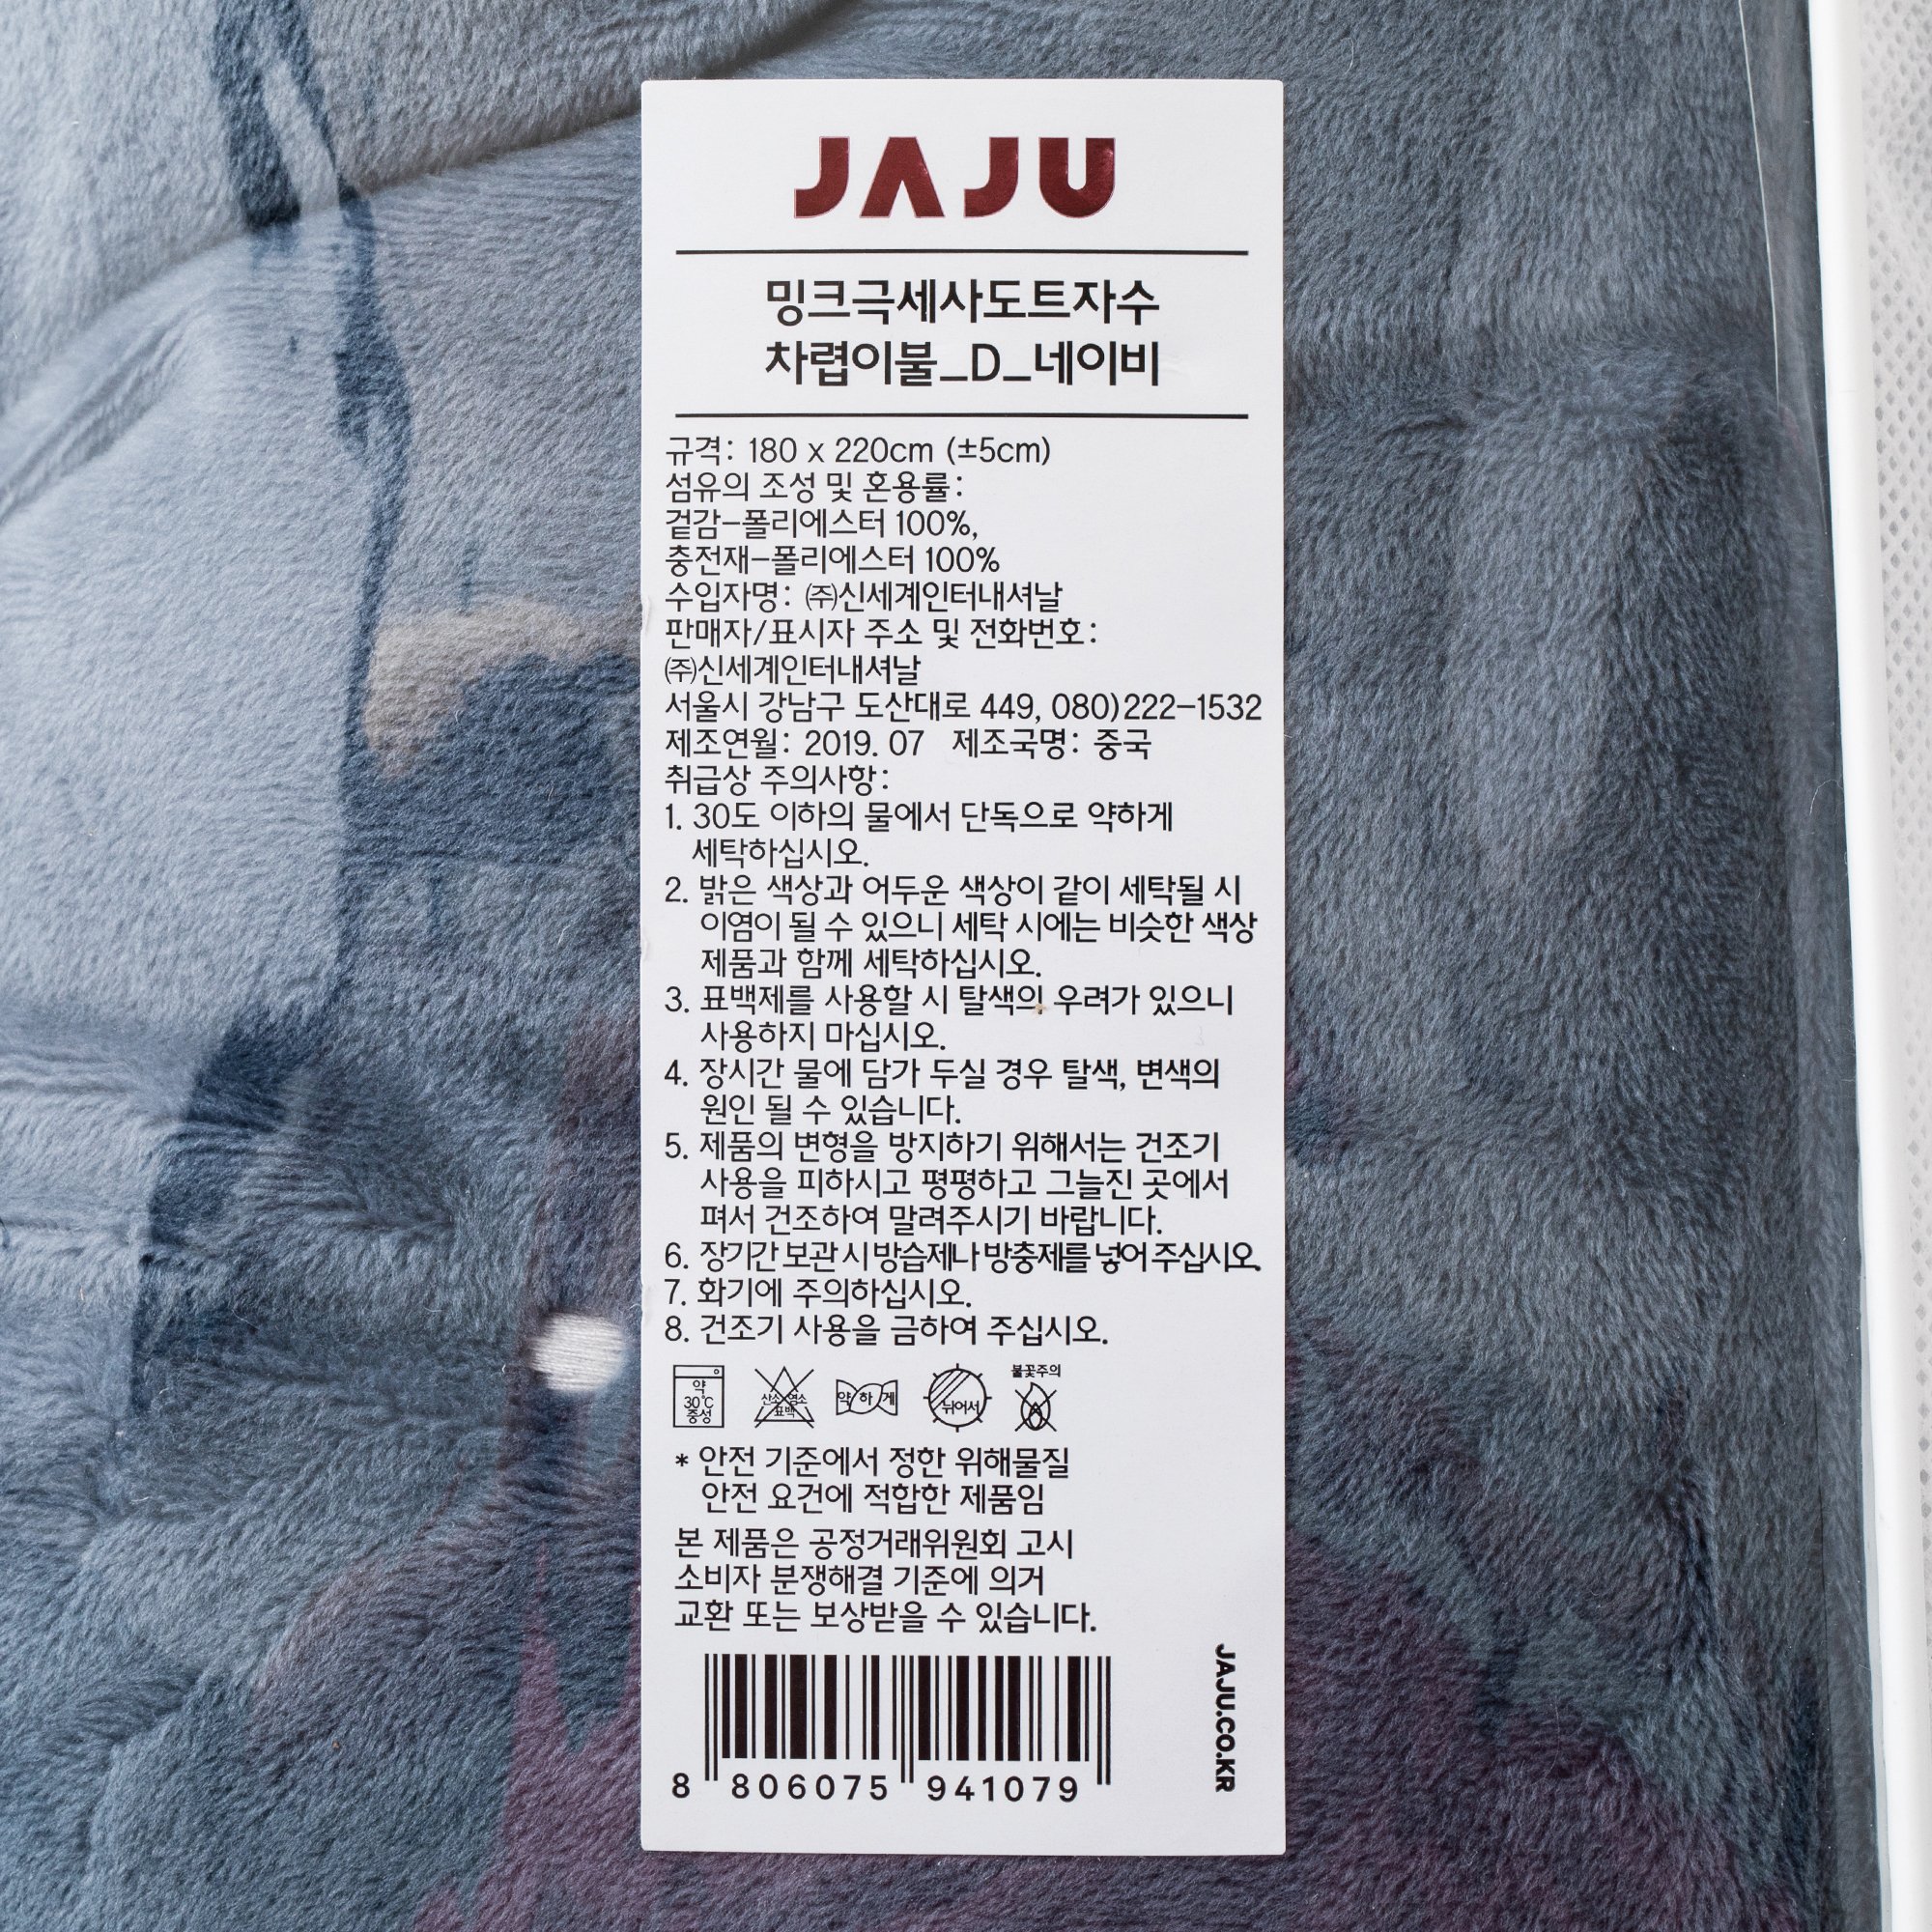 JAJU
밍크극세사도트자수
차렵이불_D_네이비
규격: 180 x 220cm (±5cm)
섬유의 조성 및 혼용률:
겉감-폴리에스터 100%,
충전재-폴리에스터 100%
수입자명: ㈜신세계인터내셔날
판매자/표시자 주소 및 전화번호:
㈜신세계인터내셔날
서울시 강남구 도산대로 449, 080)222-1532
제조연월: 2019. 07 제조국명: 중국
취급상 주의사항:
1. 30도 이하의 물에서 단독으로 약하게
세탁하십시오.
2. 밝은 색상과 어두운 색상이 같이 세탁될 시
이염이 될 수 있으니 세탁 시에는 비슷한 색상
제품과 함께 세탁하십시오.
3. 표백제를 사용할 시 탈색의 우려가 있으니
사용하지 마십시오.
4. 장시간 물에 담가 두실 경우 탈색, 변색의
원인 될 수 있습니다.
5. 제품의 변형을 방지하기 위해서는 건조기
사용을 피하시고 평평하고 그늘진 곳에서
펴서 건조하여 말려주시기 바랍니다.
6. 장기간 보관 시 방습제나 방충제를 넣어 주십시오.
7. 화기에 주의하십시오.
8. 건조기 사용을 금하여 주십시오.
약
30℃
중성
산소 염소
표백
약 하 게
뉘어서
불꽃주의
* 안전 기준에서 정한 위해물질
안전 요건에 적합한 제품임
본 제품은 공정거래위원회 고시
소비자 분쟁해결 기준에 의거
교환 또는 보상받을 수 있습니다.
8 806075 941079
JAJU.CO.KR